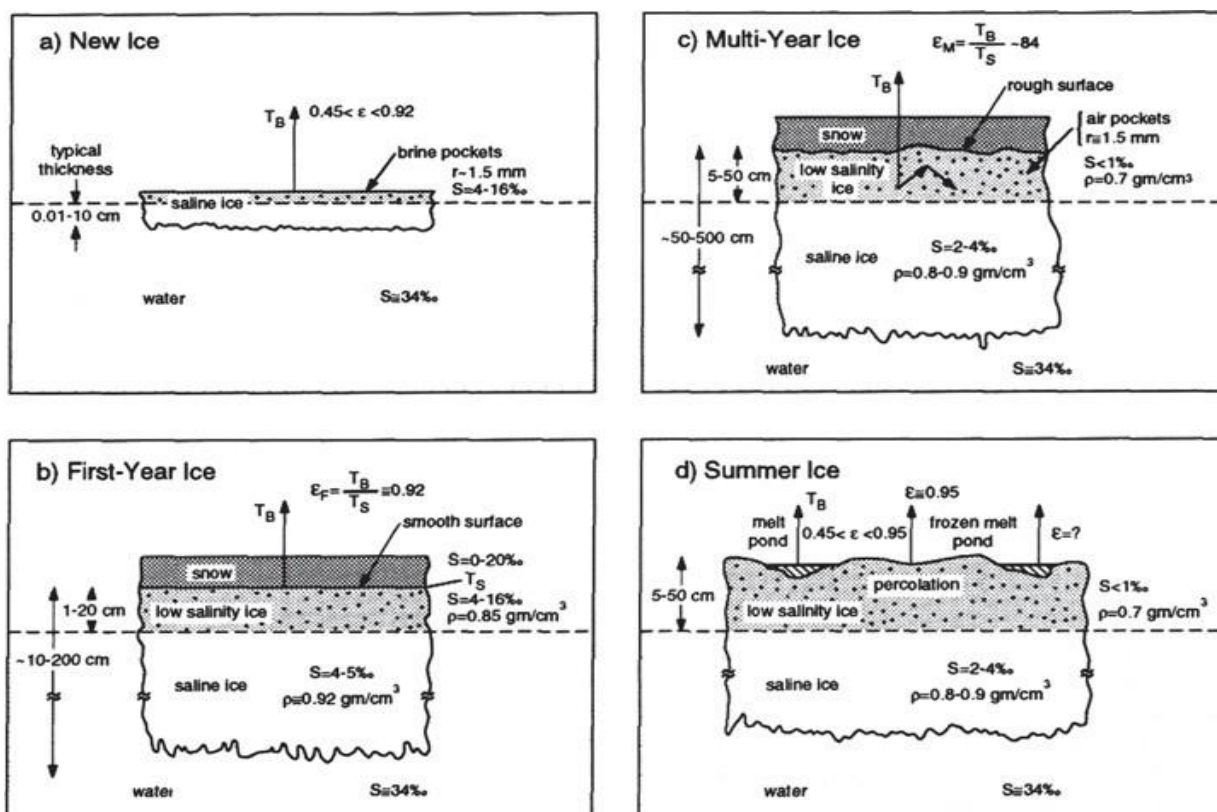 a) New Ice
T_B
0.45< ε <0.92
typical
thickness
0.01-10 cm
brine pockets
r~1.5 mm
S=4-16‰
saline ice
water
S≅34‰
c) Multi-Year Ice
ε_M= T_B/T_S ~84
T_B
rough surface
air pockets
r≅1.5 mm
snow
5-50 cm
low salinity
ice
S<1‰
ρ=0.7 gm/cm³
~50-500 cm
saline ice
S=2-4‰
ρ=0.8-0.9 gm/cm³
water
S≅34‰
b) First-Year Ice
ε_F= T_B/T_S ≅0.92
T_B
smooth surface
snow
S=0-20‰
T_S
1-20 cm
low salinity ice
S=4-16‰
ρ=0.85 gm/cm³
~10-200 cm
saline ice
S=4-5‰
ρ≅0.92 gm/cm³
water
S≅34‰
d) Summer Ice
T_B
ε≅0.95
melt
pond
0.45< ε <0.95
frozen melt
pond
ε=?
5-50 cm
percolation
low salinity ice
S<1‰
ρ=0.7 gm/cm³
saline ice
S=2-4‰
ρ=0.8-0.9 gm/cm³
water
S≅34‰